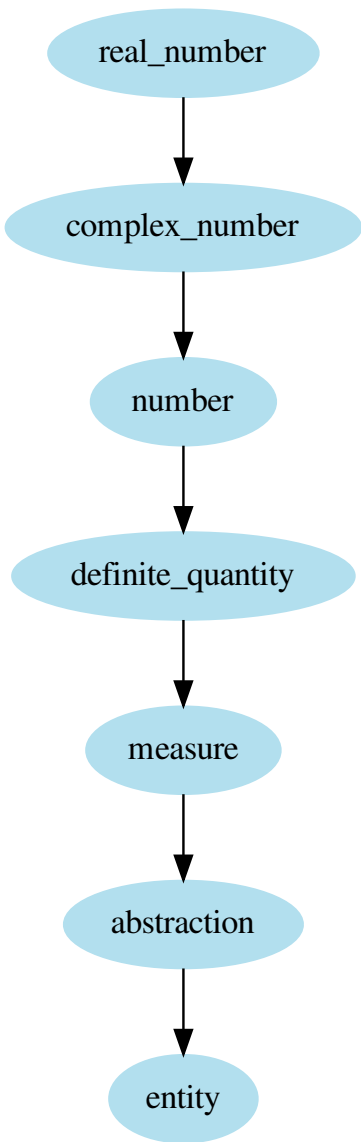 real_number
complex_number
number
definite_quantity
measure
abstraction
entity